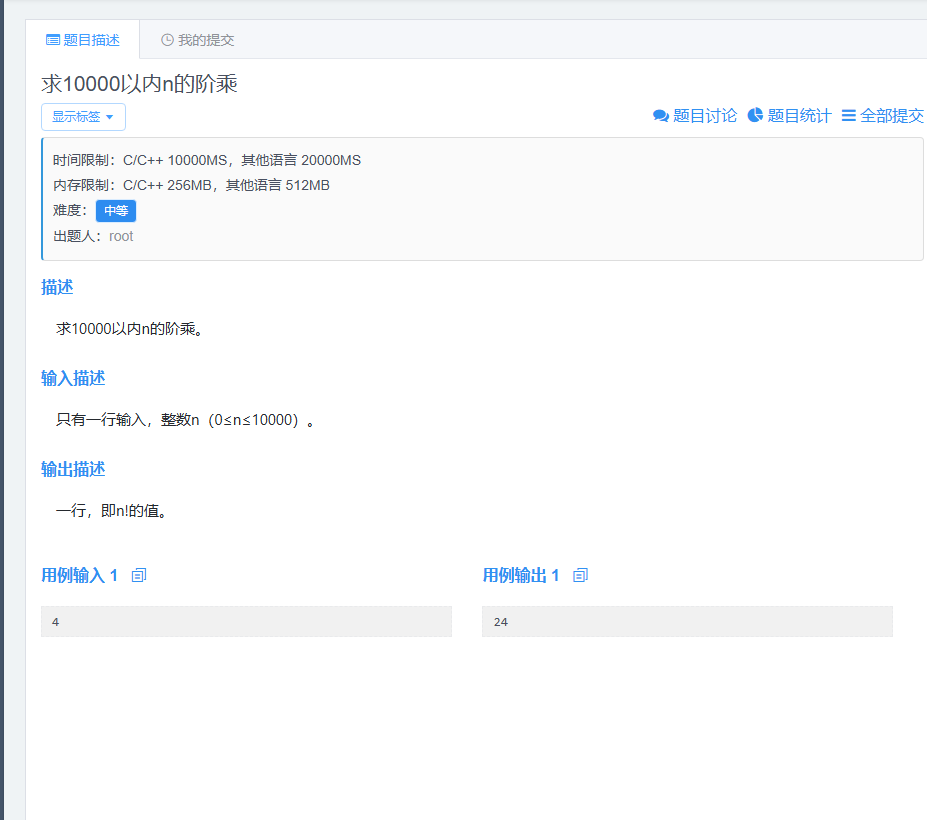 题目描述 我的提交
求10000以内n的阶乘
显示标签 题目讨论 题目统计 全部提交
时间限制：C/C++ 10000MS，其他语言 20000MS
内存限制：C/C++ 256MB，其他语言 512MB
难度：中等
出题人：root
描述
求10000以内n的阶乘。
输入描述
只有一行输入，整数n（0≤n≤10000）。
输出描述
一行，即n!的值。
用例输入 1 用例输出 1
4 24